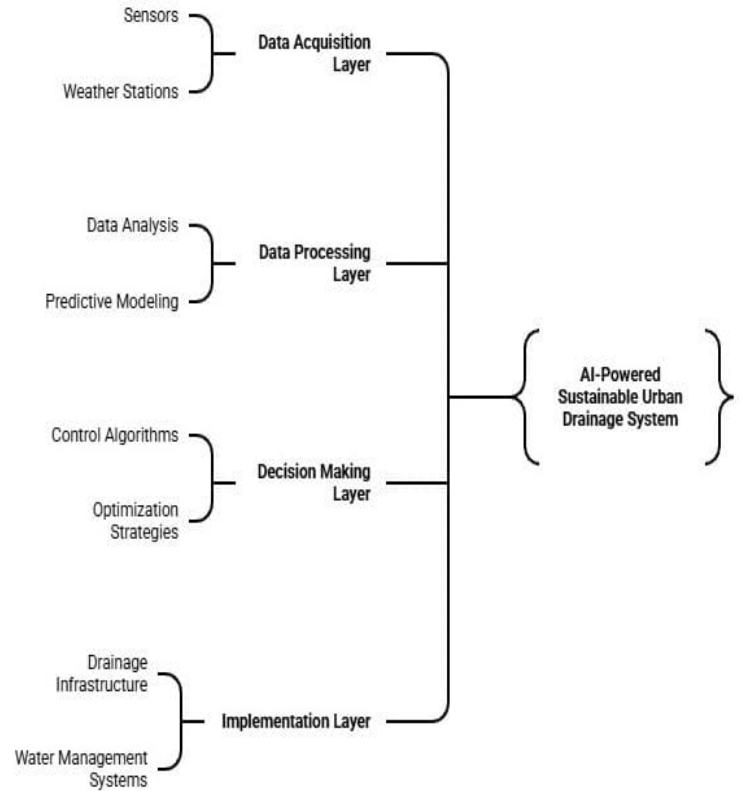 Sensors
Data Acquisition
Layer
Weather Stations
Data Analysis
Data Processing
Layer
Predictive Modeling
AI-Powered
Sustainable Urban
Drainage System
Control Algorithms
Decision Making
Layer
Optimization
Strategies
Drainage
Infrastructure
Implementation Layer
Water Management
Systems